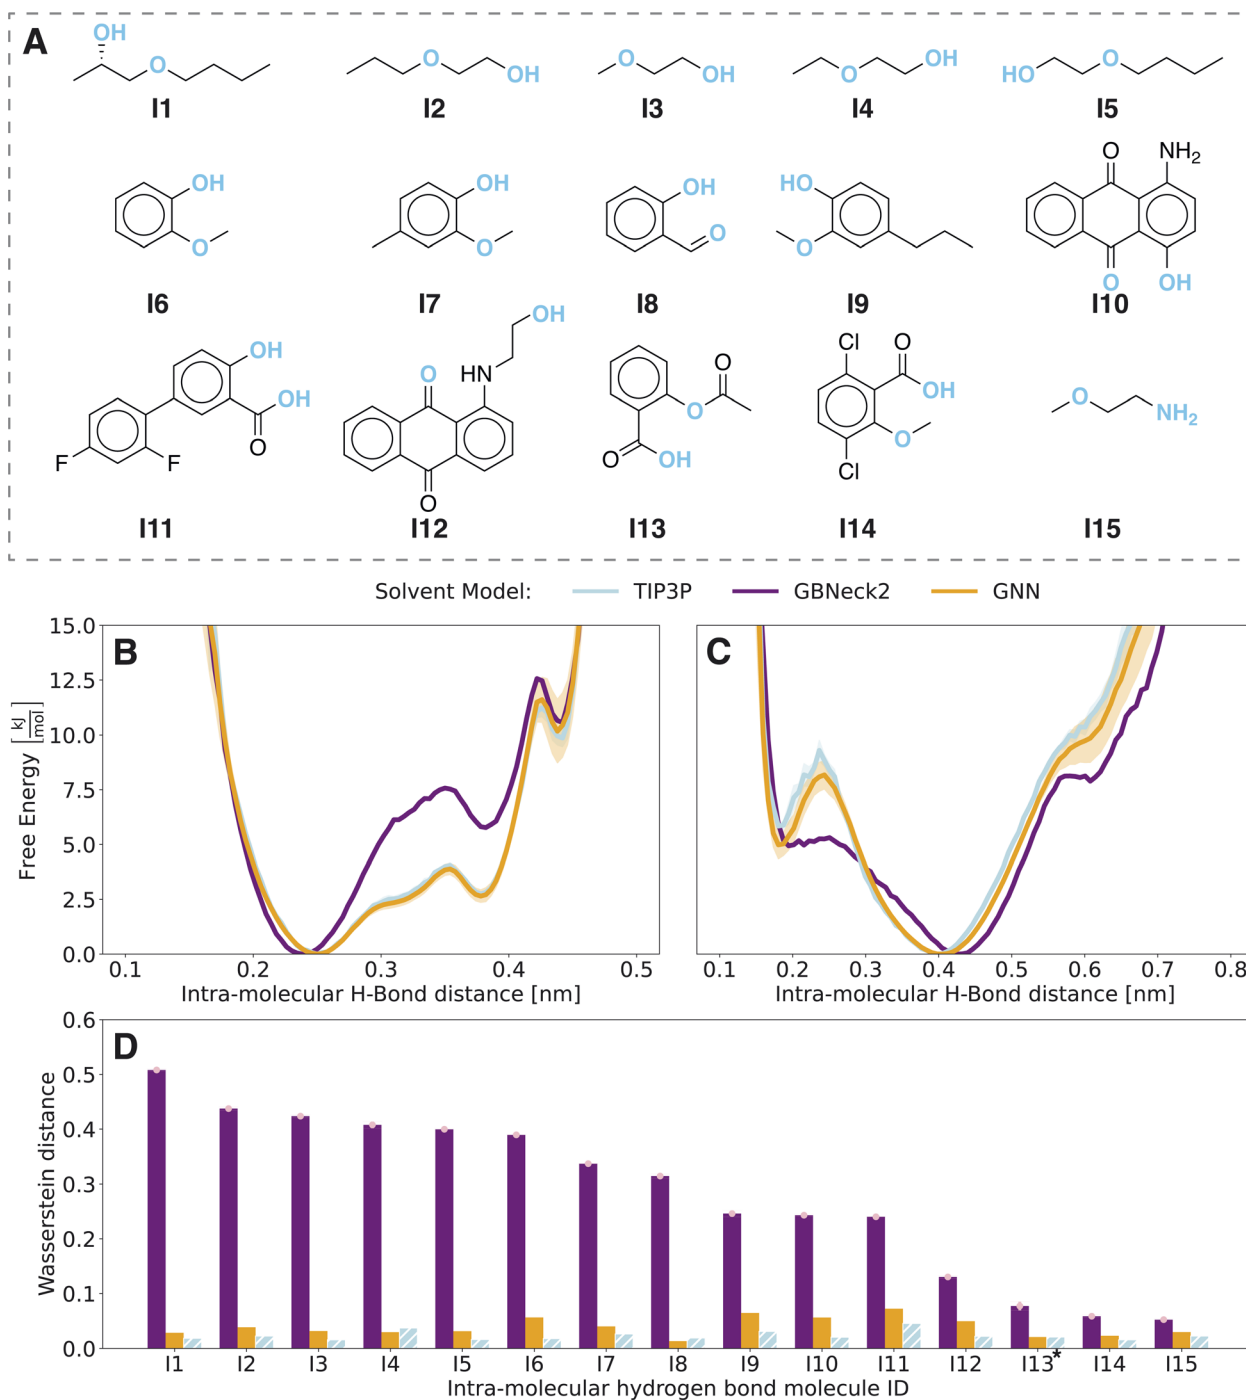 A
OH
O
I1
O
OH
I2
O
OH
I3
O
OH
I4
HO
O
I5
OH
O
I6
OH
O
I7
OH
O
I8
HO
O
I9
O
NH2
O
OH
I10
OH
OH
O
F
F
I11
OH
O
HN
O
I12
O
O
O
OH
I13
Cl
O
OH
O
Cl
I14
O
NH2
I15
Solvent Model: TIP3P GBNeck2 GNN
B
Free Energy [kJ/mol]
15.0
12.5
10.0
7.5
5.0
2.5
0.0
0.1 0.2 0.3 0.4 0.5
Intra-molecular H-Bond distance [nm]
C
0.1 0.2 0.3 0.4 0.5 0.6 0.7 0.8
Intra-molecular H-Bond distance [nm]
D
Wasserstein distance
0.6
0.5
0.4
0.3
0.2
0.1
0.0
I1 I2 I3 I4 I5 I6 I7 I8 I9 I10 I11 I12 I13* I14 I15
Intra-molecular hydrogen bond molecule ID